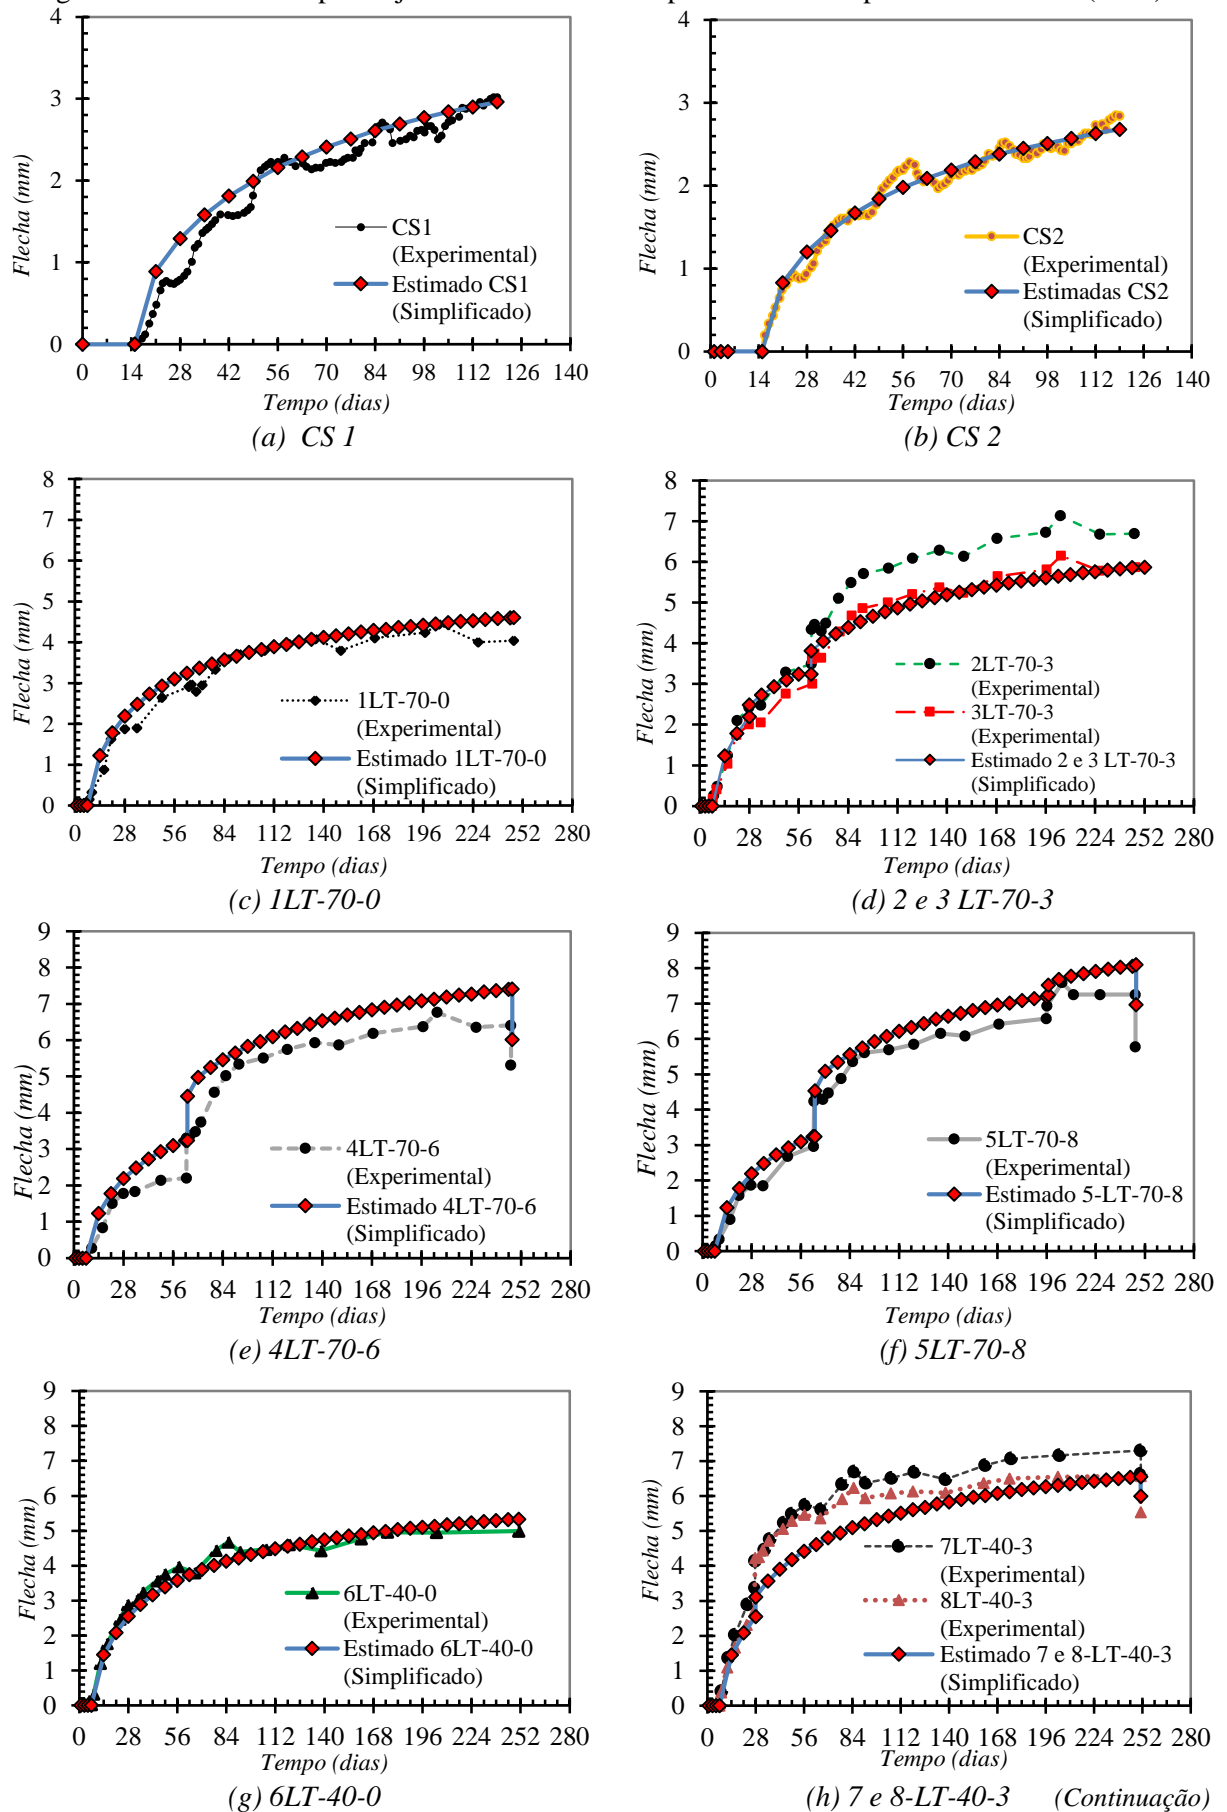 4
3
2
1
0
Flecha (mm)
CS1
(Experimental)
Estimado CS1
(Simplificado)
0 14 28 42 56 70 84 98 112 126 140
Tempo (dias)
(a) CS 1
4
3
2
1
0
Flecha (mm)
CS2
(Experimental)
Estimadas CS2
(Simplificado)
0 14 28 42 56 70 84 98 112 126 140
Tempo (dias)
(b) CS 2
8
7
6
5
4
3
2
1
0
Flecha (mm)
1LT-70-0
(Experimental)
Estimado 1LT-70-0
(Simplificado)
0 28 56 84 112 140 168 196 224 252 280
Tempo (dias)
(c) 1LT-70-0
8
7
6
5
4
3
2
1
0
Flecha (mm)
2LT-70-3
(Experimental)
3LT-70-3
(Experimental)
Estimado 2 e 3 LT-70-3
(Simplificado)
0 28 56 84 112 140 168 196 224 252 280
Tempo (dias)
(d) 2 e 3 LT-70-3
9
8
7
6
5
4
3
2
1
0
Flecha (mm)
4LT-70-6
(Experimental)
Estimado 4LT-70-6
(Simplificado)
0 28 56 84 112 140 168 196 224 252 280
Tempo (dias)
(e) 4LT-70-6
9
8
7
6
5
4
3
2
1
0
Flecha (mm)
5LT-70-8
(Experimental)
Estimado 5-LT-70-8
(Simplificado)
0 28 56 84 112 140 168 196 224 252 280
Tempo (dias)
(f) 5LT-70-8
9
8
7
6
5
4
3
2
1
0
Flecha (mm)
6LT-40-0
(Experimental)
Estimado 6LT-40-0
(Simplificado)
0 28 56 84 112 140 168 196 224 252 280
Tempo (dias)
(g) 6LT-40-0
9
8
7
6
5
4
3
2
1
0
Flecha (mm)
7LT-40-3
(Experimental)
8LT-40-3
(Experimental)
Estimado 7 e 8-LT-40-3
(Simplificado)
0 28 56 84 112 140 168 196 224 252 280
Tempo (dias)
(h) 7 e 8-LT-40-3 (Continuação)